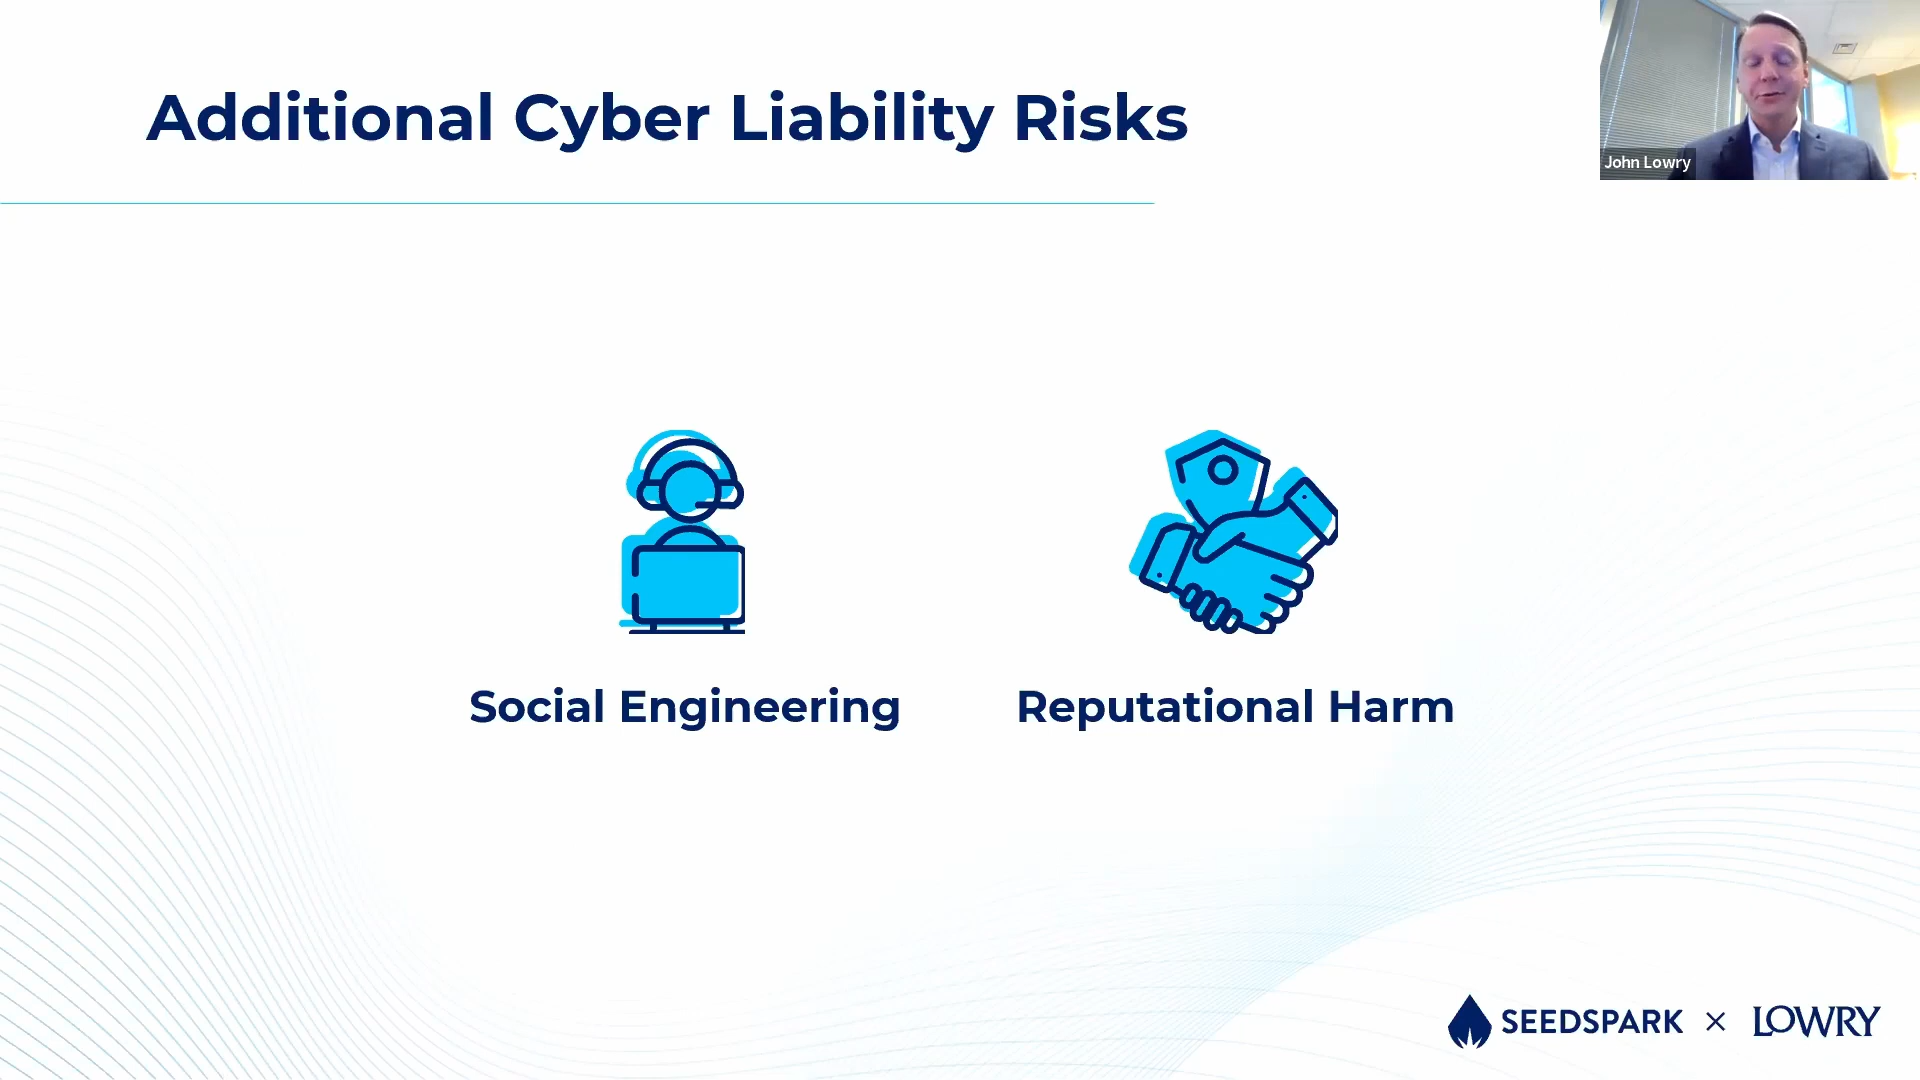 Additional Cyber Liability Risks
John Lowry
Social Engineering
Reputational Harm
SEEDSPARK × LOWRY